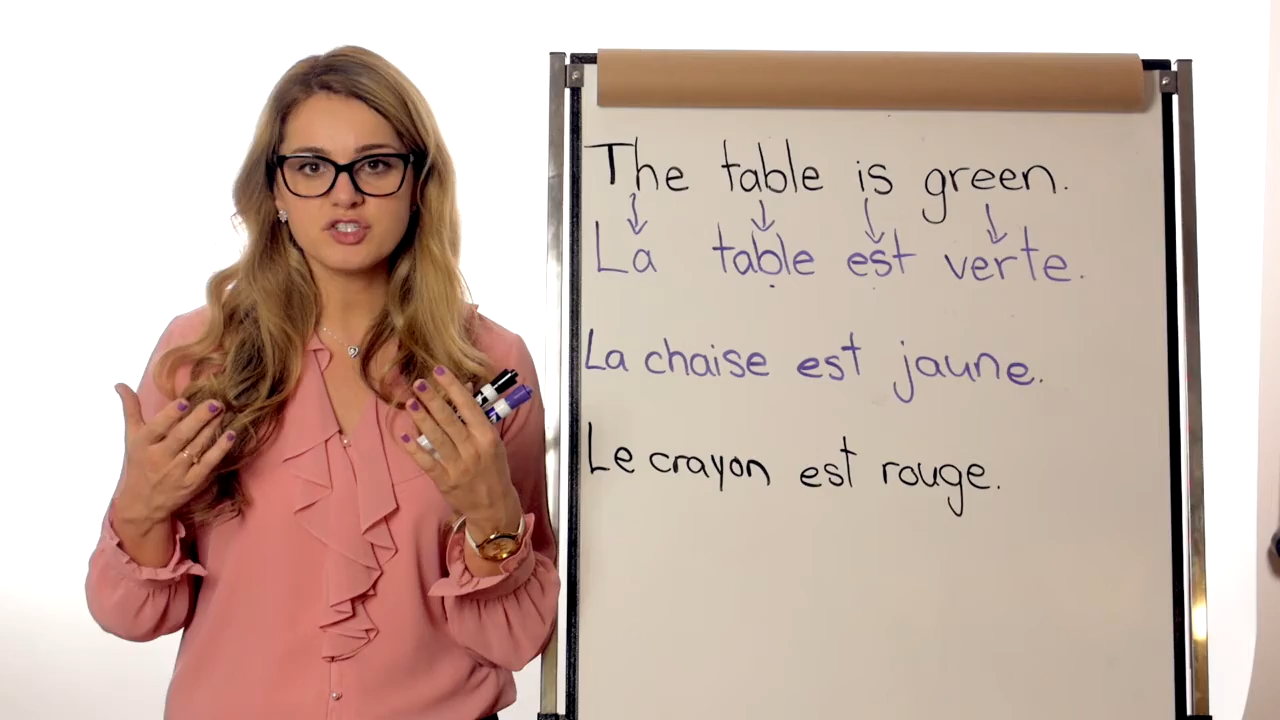 The table is green.
La table est verte.
La chaise est jaune.
Le crayon est rouge.